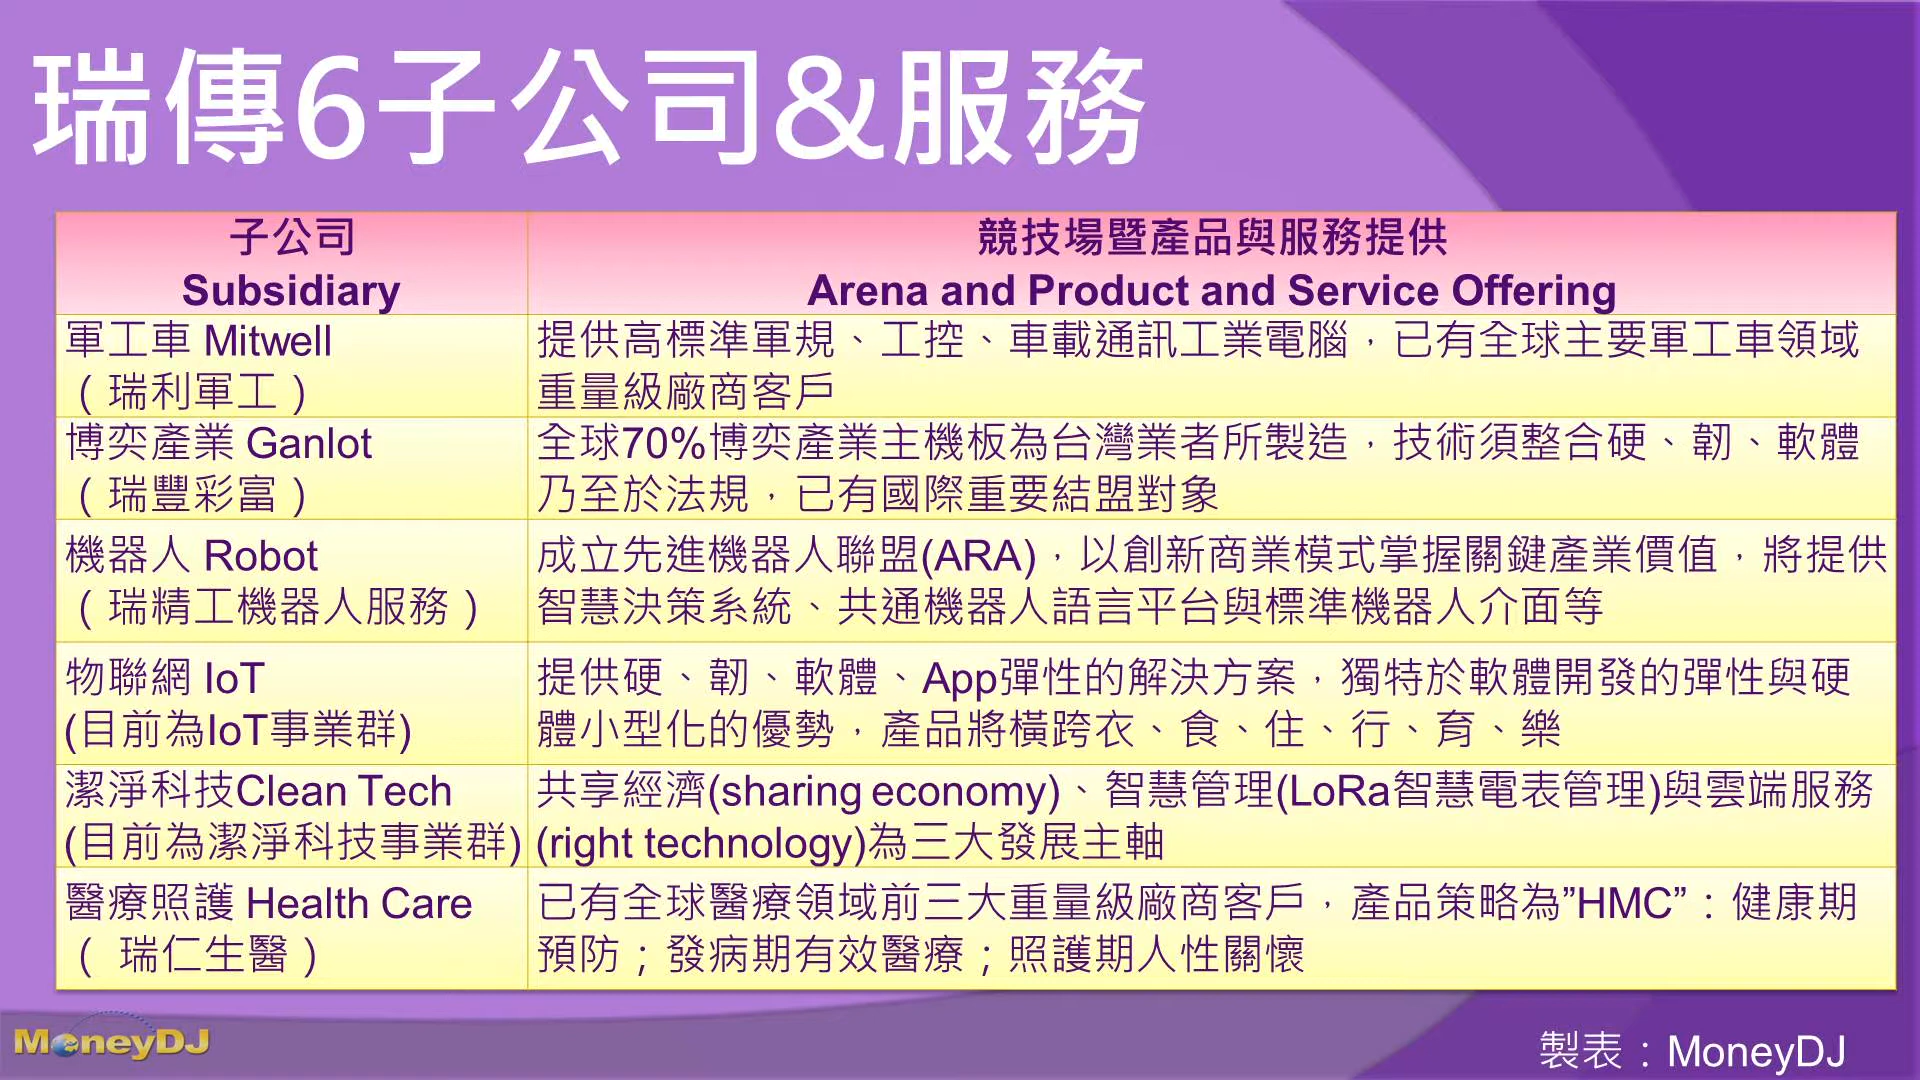 瑞傳6子公司&服務
子公司
Subsidiary
競技場暨產品與服務提供
Arena and Product and Service Offering
軍工車 Mitwell
（瑞利軍工）
提供高標準軍規、工控、車載通訊工業電腦，已有全球主要軍工車領域
重量級廠商客戶
博奕產業 Ganlot
（瑞豐彩富）
全球70%博奕產業主機板為台灣業者所製造，技術須整合硬、韌、軟體
乃至於法規，已有國際重要結盟對象
機器人 Robot
（瑞精工機器人服務）
成立先進機器人聯盟(ARA)，以創新商業模式掌握關鍵產業價值，將提供
智慧決策系統、共通機器人語言平台與標準機器人介面等
物聯網 IoT
(目前為IoT事業群)
提供硬、韌、軟體、App彈性的解決方案，獨特於軟體開發的彈性與硬
體小型化的優勢，產品將橫跨衣、食、住、行、育、樂
潔淨科技Clean Tech
(目前為潔淨科技事業群)
共享經濟(sharing economy)、智慧管理(LoRa智慧電表管理)與雲端服務
(right technology)為三大發展主軸
醫療照護 Health Care
（ 瑞仁生醫）
已有全球醫療領域前三大重量級廠商客戶，產品策略為”HMC”：健康期
預防；發病期有效醫療；照護期人性關懷
MoneyDJ
製表：MoneyDJ